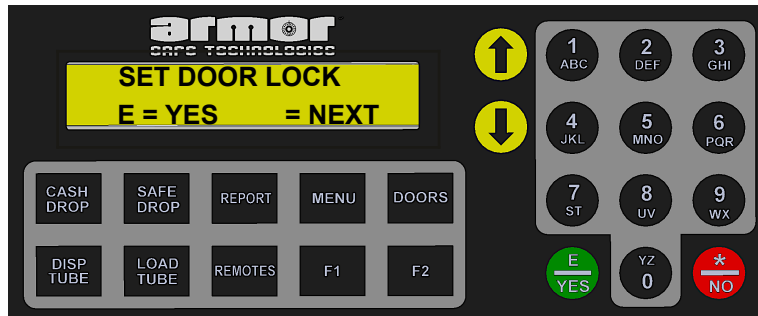 armor
SAFE TECHNOLOGIES
SET DOOR LOCK
E = YES = NEXT
CASH DROP
SAFE DROP
REPORT
MENU
DOORS
DISP TUBE
LOAD TUBE
REMOTES
F1
F2
1
ABC
2
DEF
3
GHI
4
JKL
5
MNO
6
PQR
7
ST
8
UV
9
WX
E
YES
YZ
0
*
NO